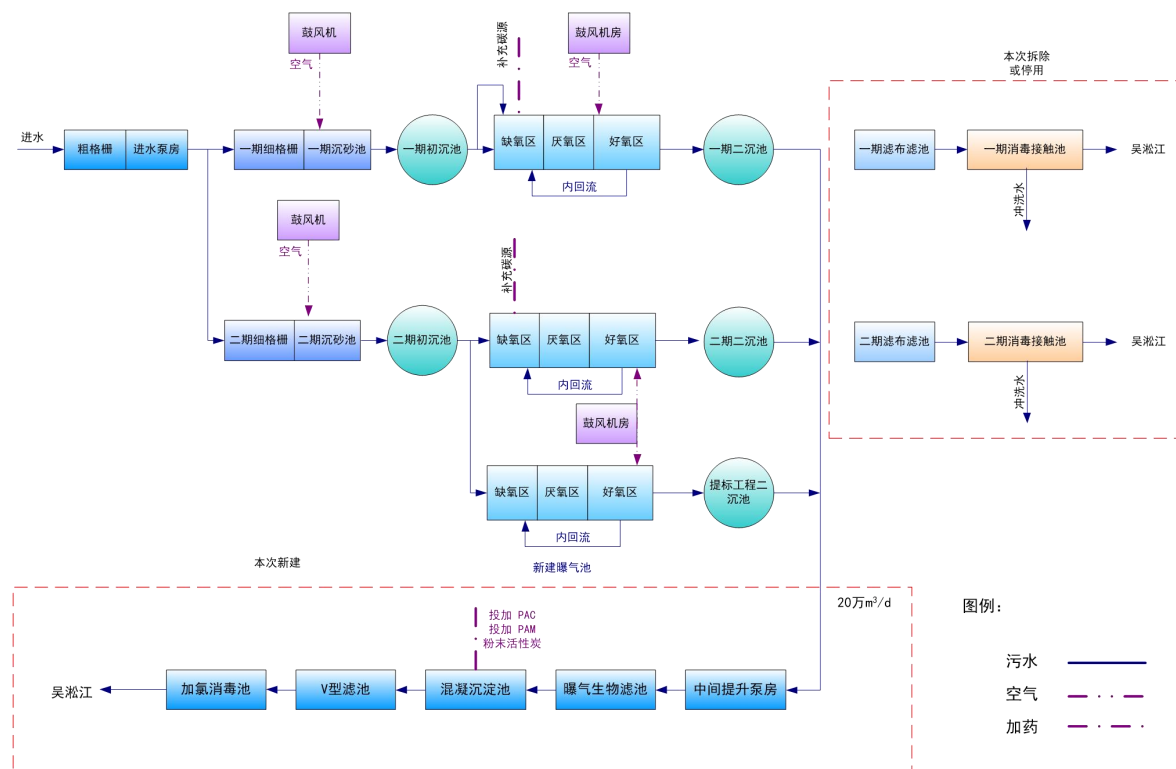 鼓风机
空气
补充碳源
鼓风机房
空气
本次拆除
或停用
进水
粗格栅
进水泵房
一期细格栅
一期沉砂池
一期初沉池
缺氧区
厌氧区
好氧区
内回流
一期二沉池
一期滤布滤池
一期消毒接触池
吴淞江
冲洗水
鼓风机
空气
补充碳源
二期细格栅
二期沉砂池
二期初沉池
缺氧区
厌氧区
好氧区
内回流
二期二沉池
二期滤布滤池
二期消毒接触池
吴淞江
冲洗水
鼓风机房
缺氧区
厌氧区
好氧区
内回流
提标工程二
沉池
新建曝气池
本次新建
20万m³/d
投加 PAC
投加 PAM
粉末活性炭
吴淞江
加氯消毒池
V型滤池
混凝沉淀池
曝气生物滤池
中间提升泵房
图例：
污水
空气
加药